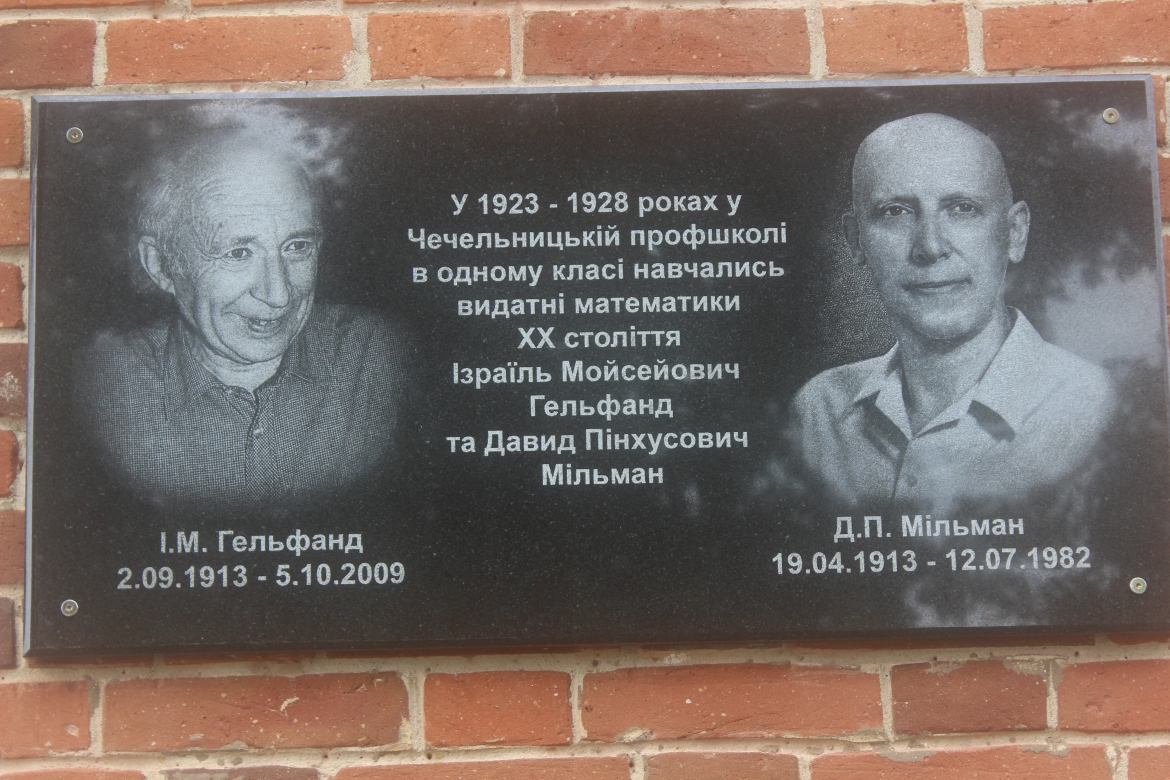 У 1923 - 1928 роках у
Чечельницькій профшколі
в одному класі навчались
видатні математики
ХХ століття
Ізраїль Мойсейович
Гельфанд
та Давид Пінхусович
Мільман
І.М. Гельфанд
2.09.1913 - 5.10.2009
Д.П. Мільман
19.04.1913 - 12.07.1982